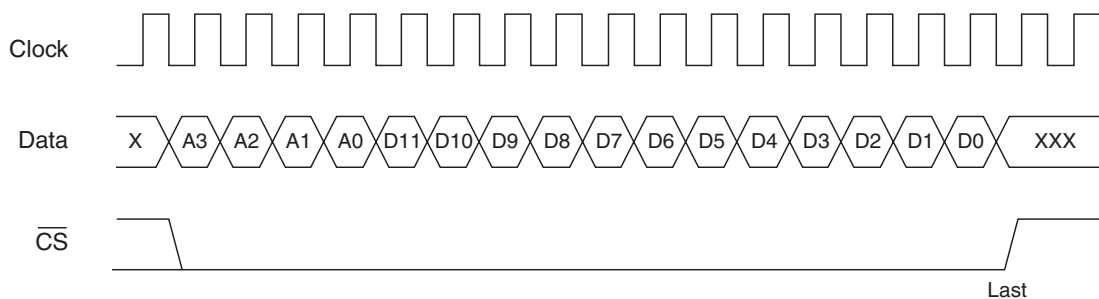 Clock
Data X A3 A2 A1 A0 D11 D10 D9 D8 D7 D6 D5 D4 D3 D2 D1 D0 XXX
C̅S̅
Last